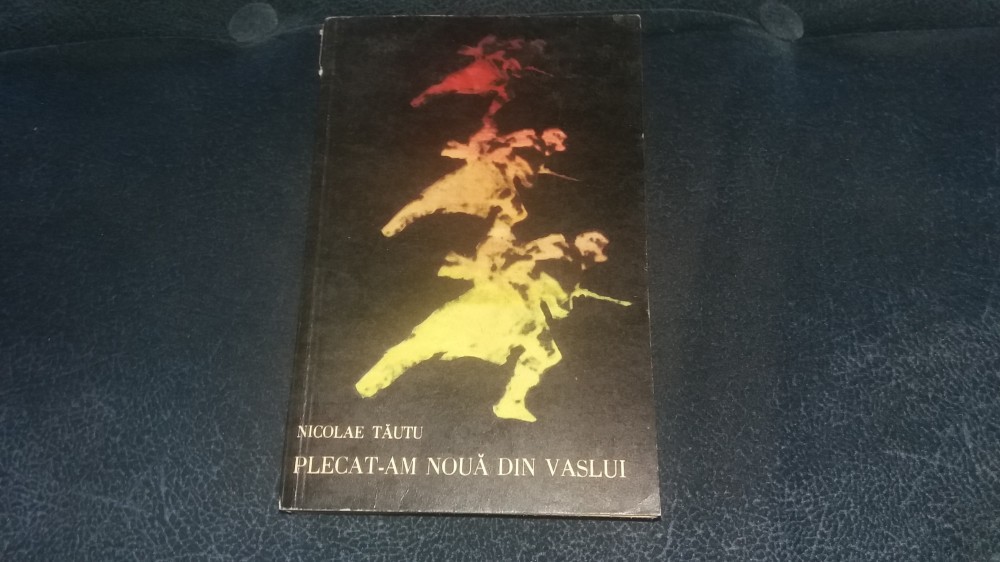 NICOLAE TĂUTU
PLECAT-AM NOUĂ DIN VASLUI